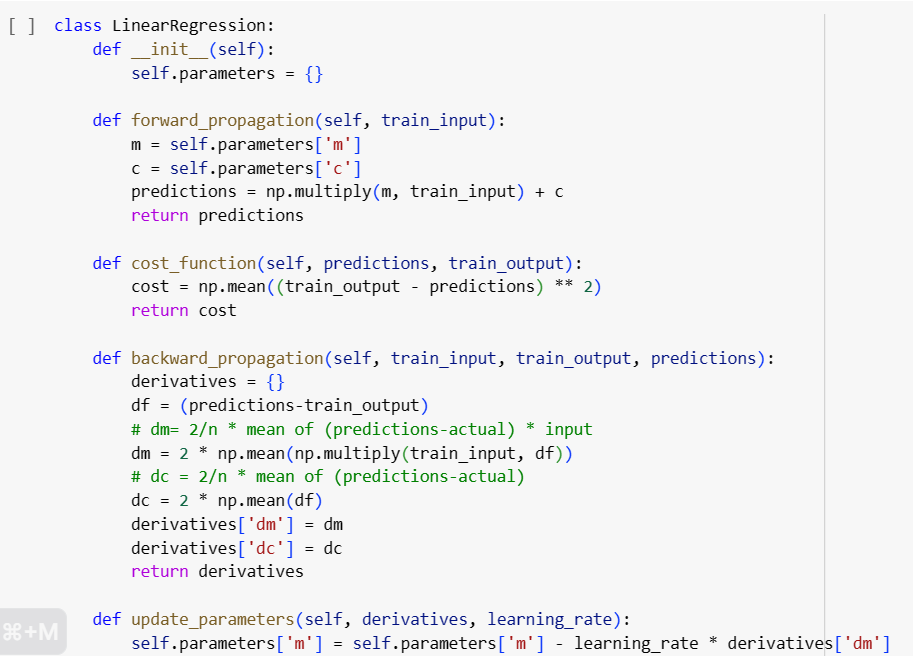 [ ] class LinearRegression:
    def __init__(self):
        self.parameters = {}

    def forward_propagation(self, train_input):
        m = self.parameters['m']
        c = self.parameters['c']
        predictions = np.multiply(m, train_input) + c
        return predictions

    def cost_function(self, predictions, train_output):
        cost = np.mean((train_output - predictions) ** 2)
        return cost

    def backward_propagation(self, train_input, train_output, predictions):
        derivatives = {}
        df = (predictions-train_output)
        # dm= 2/n * mean of (predictions-actual) * input
        dm = 2 * np.mean(np.multiply(train_input, df))
        # dc = 2/n * mean of (predictions-actual)
        dc = 2 * np.mean(df)
        derivatives['dm'] = dm
        derivatives['dc'] = dc
        return derivatives

    def update_parameters(self, derivatives, learning_rate):
⌘+M
        self.parameters['m'] = self.parameters['m'] - learning_rate * derivatives['dm']